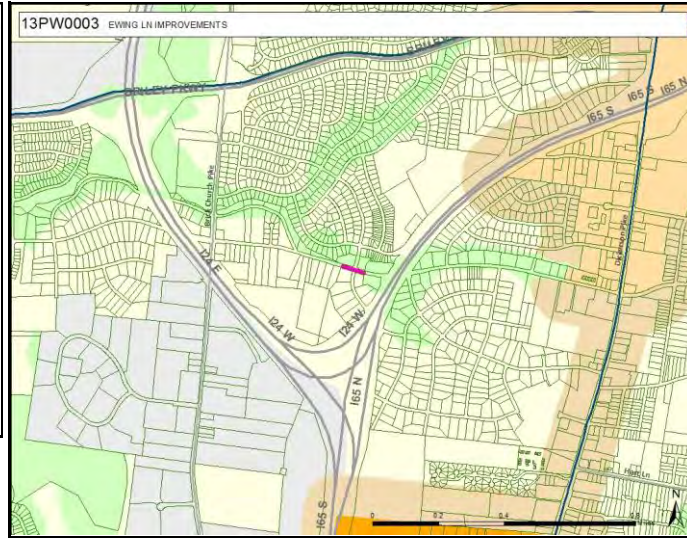 13PW0003 EWING LN IMPROVEMENTS
BRILEY PKWY
I65 S
I65 S
I65 N
Brick Church Pike
Dickerson Pike
I24 E
I24 W
I24 W
I65 N
Hart Ln
I65 S
N
0 0.2 0.4 0.8
Miles